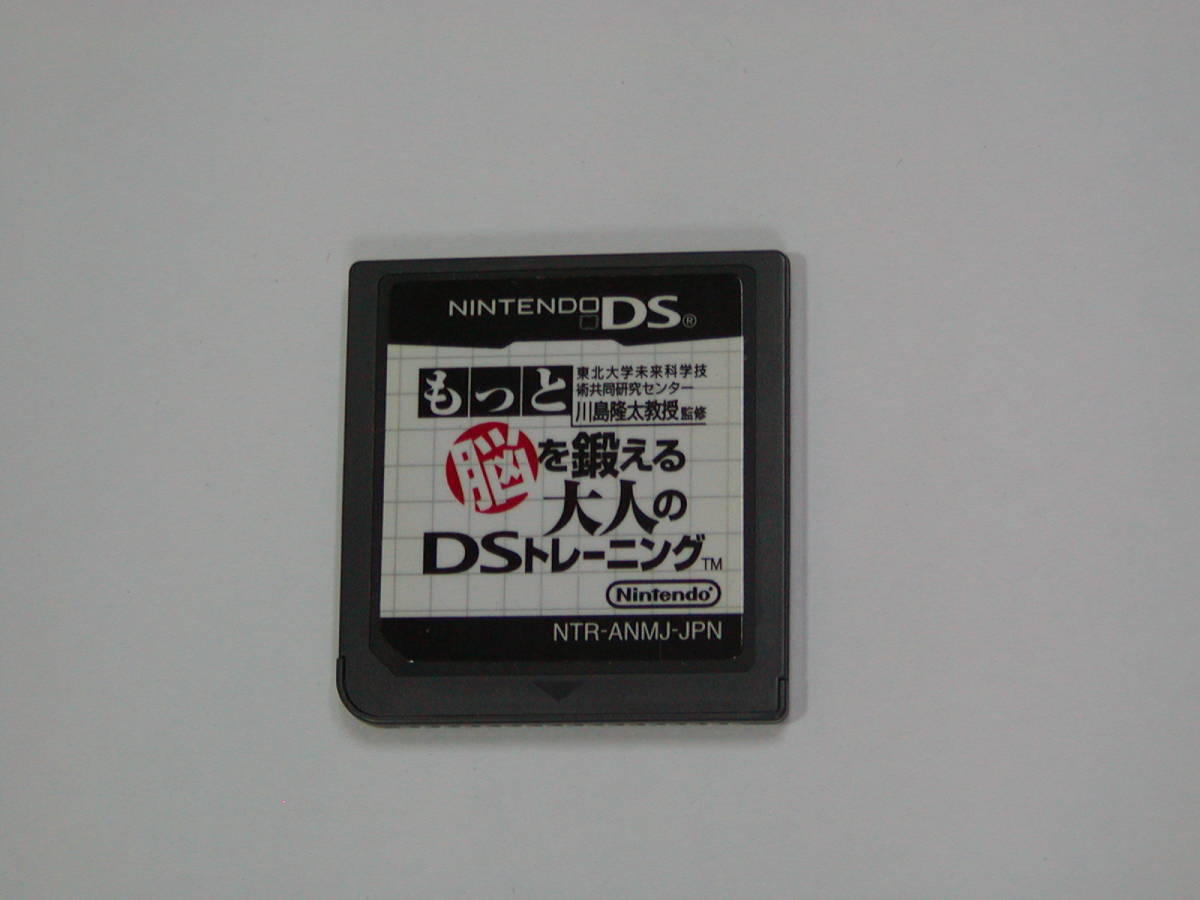 NINTENDO DS®
もっと
東北大学未来科学技
術共同研究センター
川島隆太教授監修
脳を鍛える
大人の
DSトレーニング™
Nintendo®
NTR-ANMJ-JPN